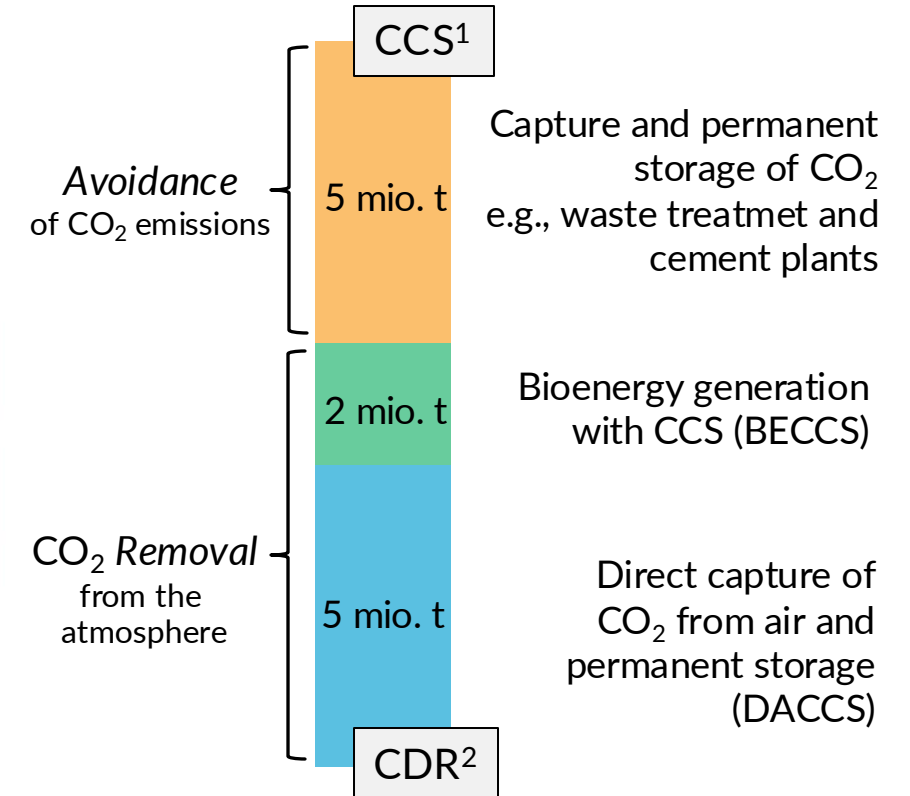 CCS¹
Avoidance
of CO₂ emissions
5 mio. t
Capture and permanent
storage of CO₂
e.g., waste treatmet and
cement plants
2 mio. t
Bioenergy generation
with CCS (BECCS)
CO₂ Removal
from the
atmosphere
5 mio. t
Direct capture of
CO₂ from air and
permanent storage
(DACCS)
CDR²